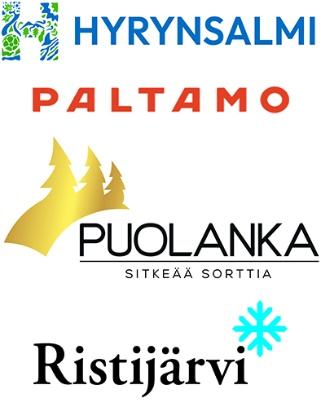 HYRYNSALMI
PALTAMO
PUOLANKA
SITKEÄÄ SORTTIA
Ristijärvi